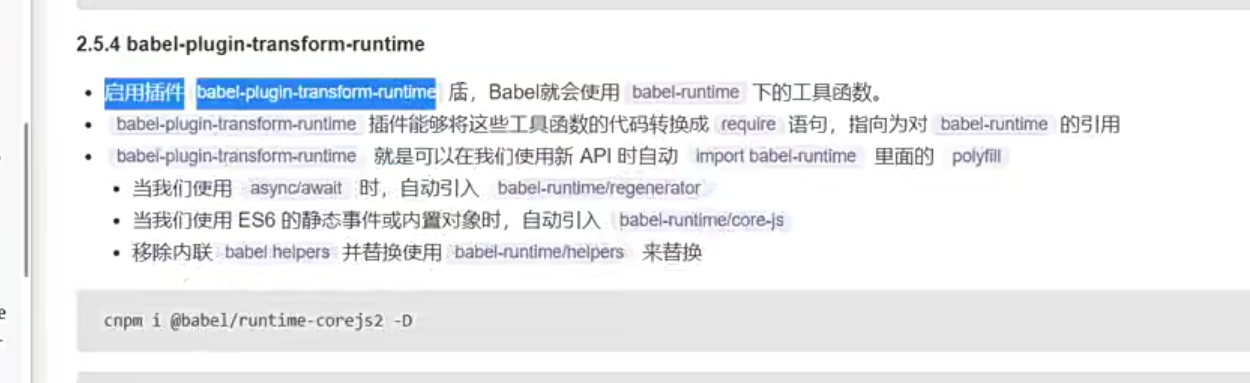 2.5.4 babel-plugin-transform-runtime
启用插件 babel-plugin-transform-runtime 后，Babel就会使用 babel-runtime 下的工具函数。
babel-plugin-transform-runtime 插件能够将这些工具函数的代码转换成 require 语句，指向为对 babel-runtime 的引用
babel-plugin-transform-runtime 就是可以在我们使用新 API 时自动 import babel-runtime 里面的 polyfill
当我们使用 async/await 时，自动引入 babel-runtime/regenerator
当我们使用 ES6 的静态事件或内置对象时，自动引入 babel-runtime/core-js
移除内联 babel helpers 并替换使用 babel-runtime/helpers 来替换
cnpm i @babel/runtime-corejs2 -D